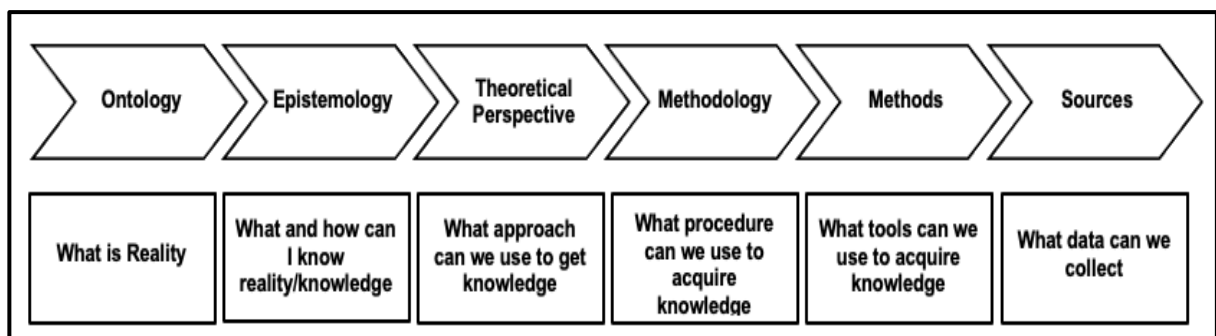 Ontology
Epistemology
Theoretical
Perspective
Methodology
Methods
Sources
What is Reality
What and how can
I know
reality/knowledge
What approach
can we use to get
knowledge
What procedure
can we use to
acquire
knowledge
What tools can we
use to acquire
knowledge
What data can we
collect